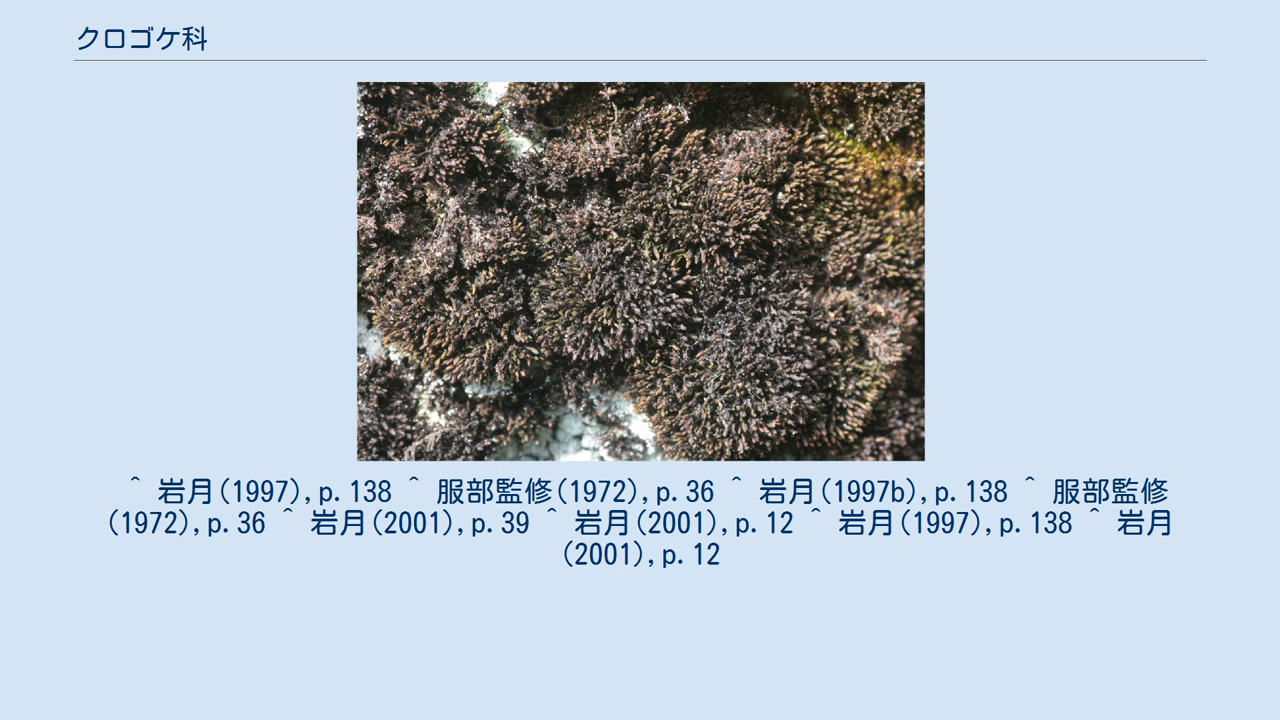 クロゴケ科
^ 岩月(1997),p.138 ^ 服部監修(1972),p.36 ^ 岩月(1997b),p.138 ^ 服部監修
(1972),p.36 ^ 岩月(2001),p.39 ^ 岩月(2001),p.12 ^ 岩月(1997),p.138 ^ 岩月
(2001),p.12